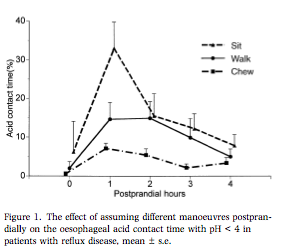 40
30
20
10
0
Acid contact time(%)
Sit
Walk
Chew
0 1 2 3 4
Postprandial hours
Figure 1. The effect of assuming different manoeuvres postpran-
dially on the oesophageal acid contact time with pH < 4 in
patients with reflux disease, mean ± s.e.